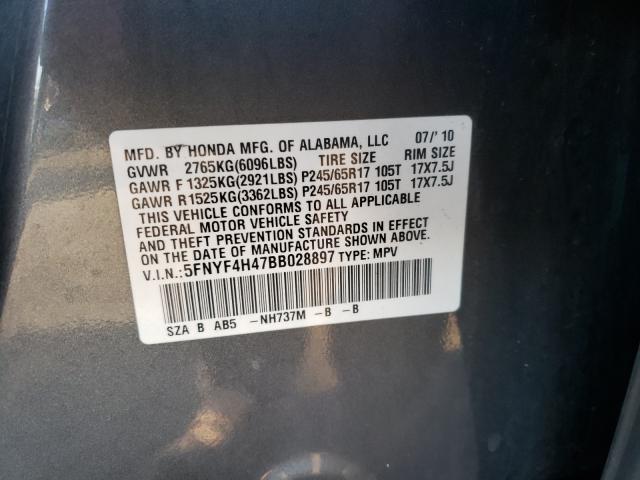 MFD. BY HONDA MFG. OF ALABAMA, LLC 07/'10
GVWR 2765KG(6096LBS) TIRE SIZE RIM SIZE
GAWR F 1325KG(2921LBS) P245/65R17 105T 17X7.5J
GAWR R1525KG(3362LBS) P245/65R17 105T 17X7.5J
THIS VEHICLE CONFORMS TO ALL APPLICABLE
FEDERAL MOTOR VEHICLE SAFETY
AND THEFT PREVENTION STANDARDS IN EFFECT
ON THE DATE OF MANUFACTURE SHOWN ABOVE.
V.I.N.: 5FNYF4H47BB028897 TYPE: MPV
SZA B AB5 -NH737M -B -B